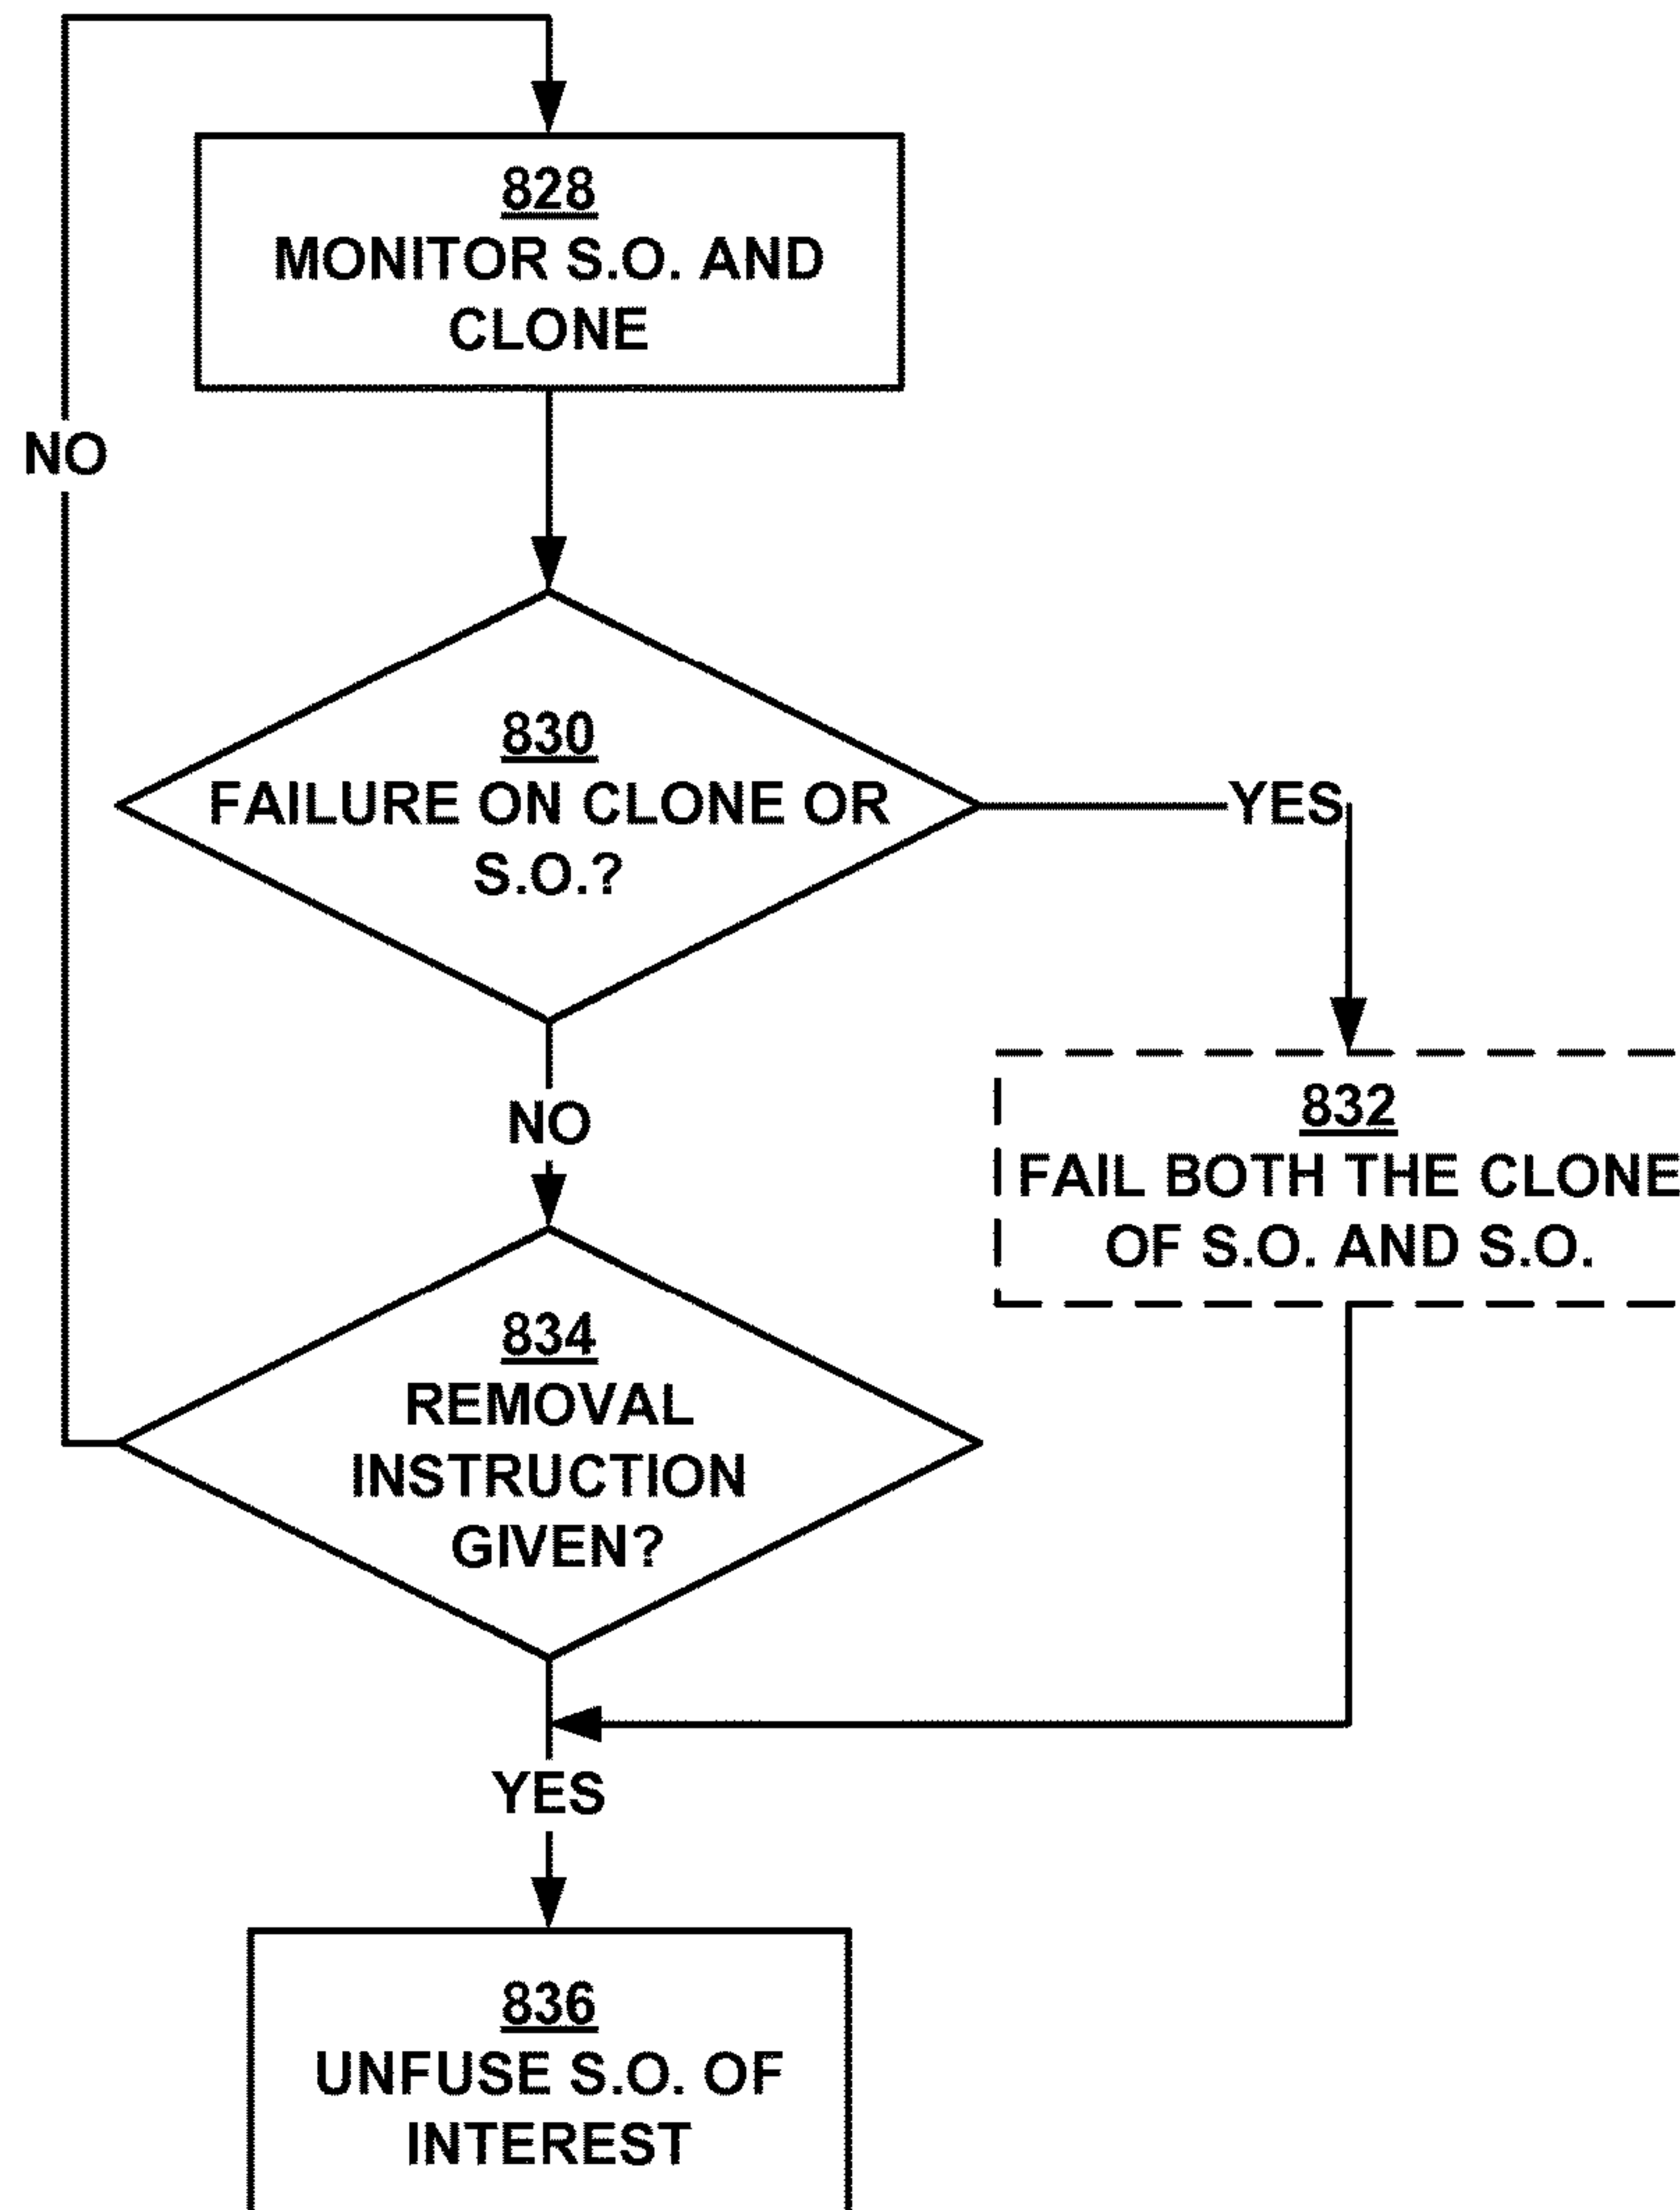 828
MONITOR S.O. AND
CLONE
NO
830
FAILURE ON CLONE OR
S.O.?
YES
NO
832
FAIL BOTH THE CLONE
OF S.O. AND S.O.
834
REMOVAL
INSTRUCTION
GIVEN?
YES
836
UNFUSE S.O. OF
INTEREST